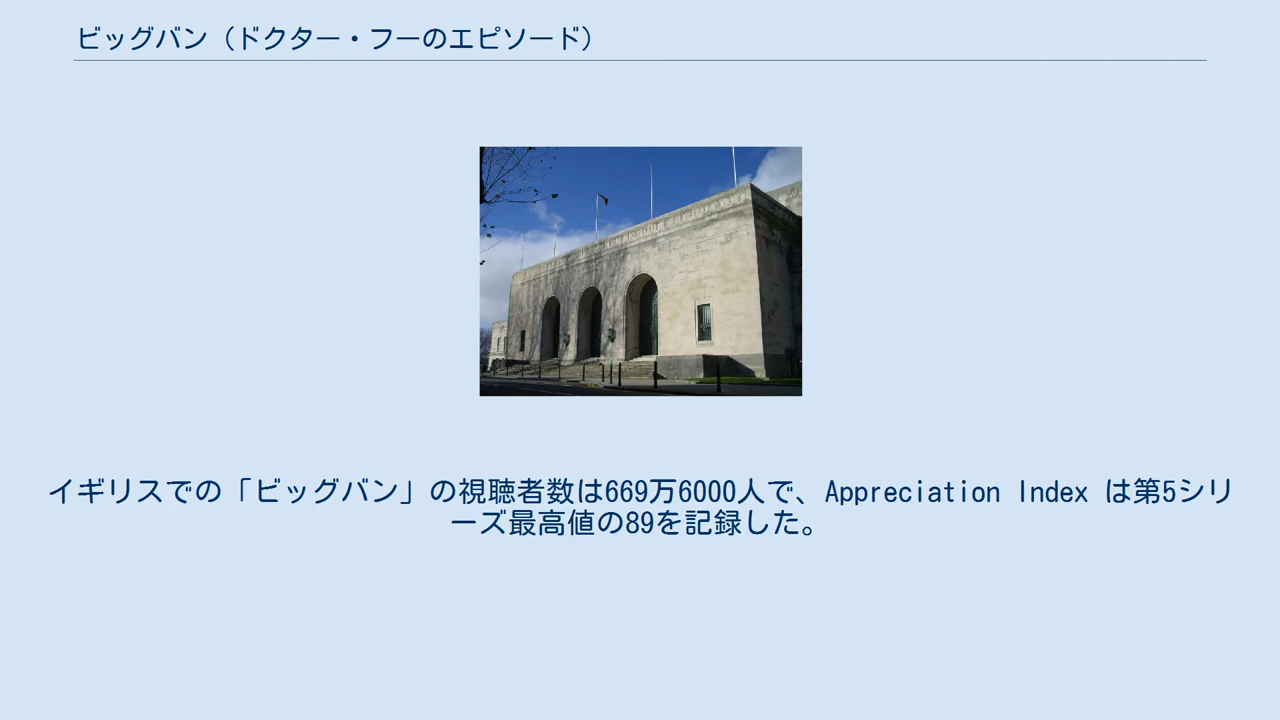 ビッグバン（ドクター・フーのエピソード）
イギリスでの「ビッグバン」の視聴者数は669万6000人で、Appreciation Index は第5シリ
ーズ最高値の89を記録した。